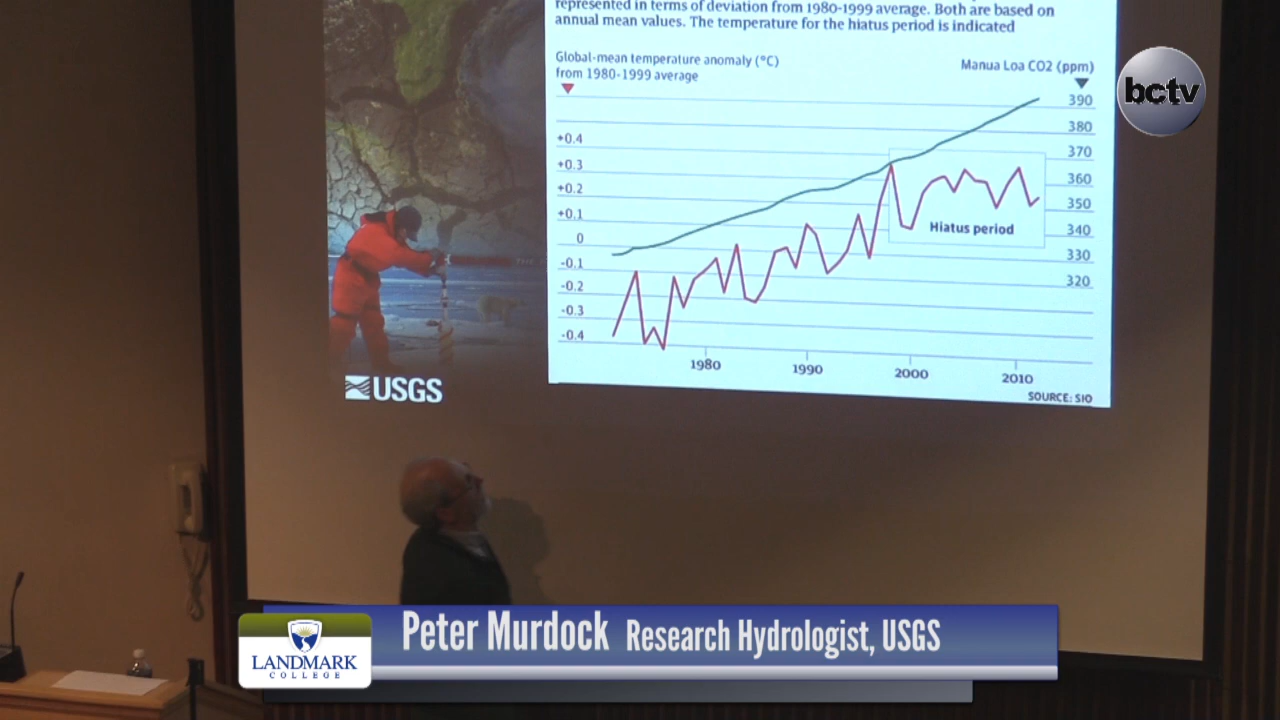 represented in terms of deviation from 1980-1999 average. Both are based on
annual mean values. The temperature for the hiatus period is indicated
Global-mean temperature anomaly (°C)
from 1980-1999 average
Manua Loa CO2 (ppm)
bctv
390
380
370
360
350
340
330
320
+0.4
+0.3
+0.2
+0.1
0
-0.1
-0.2
-0.3
-0.4
Hiatus period
1980
1990
2000
2010
SOURCE: SIO
USGS
Peter Murdock Research Hydrologist, USGS
LANDMARK
COLLEGE